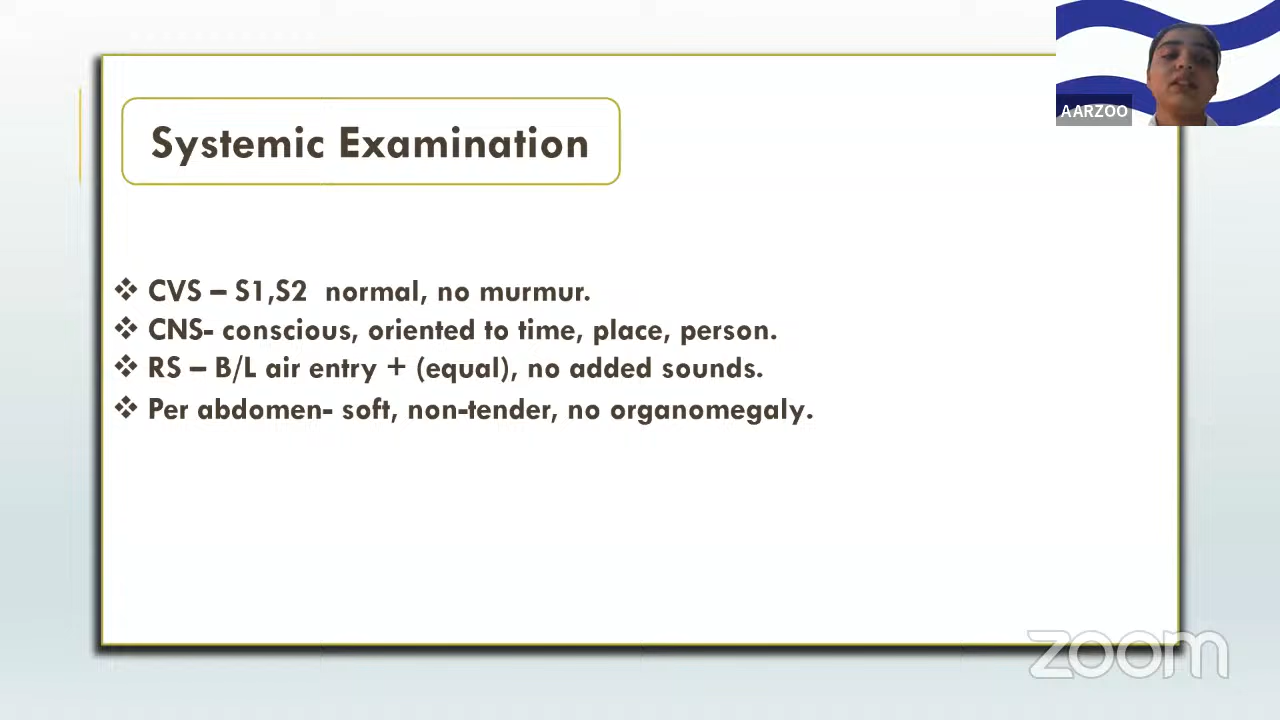 AARZOO
Systemic Examination
❖ CVS – S1,S2 normal, no murmur.
❖ CNS- conscious, oriented to time, place, person.
❖ RS – B/L air entry + (equal), no added sounds.
❖ Per abdomen- soft, non-tender, no organomegaly.
zoom